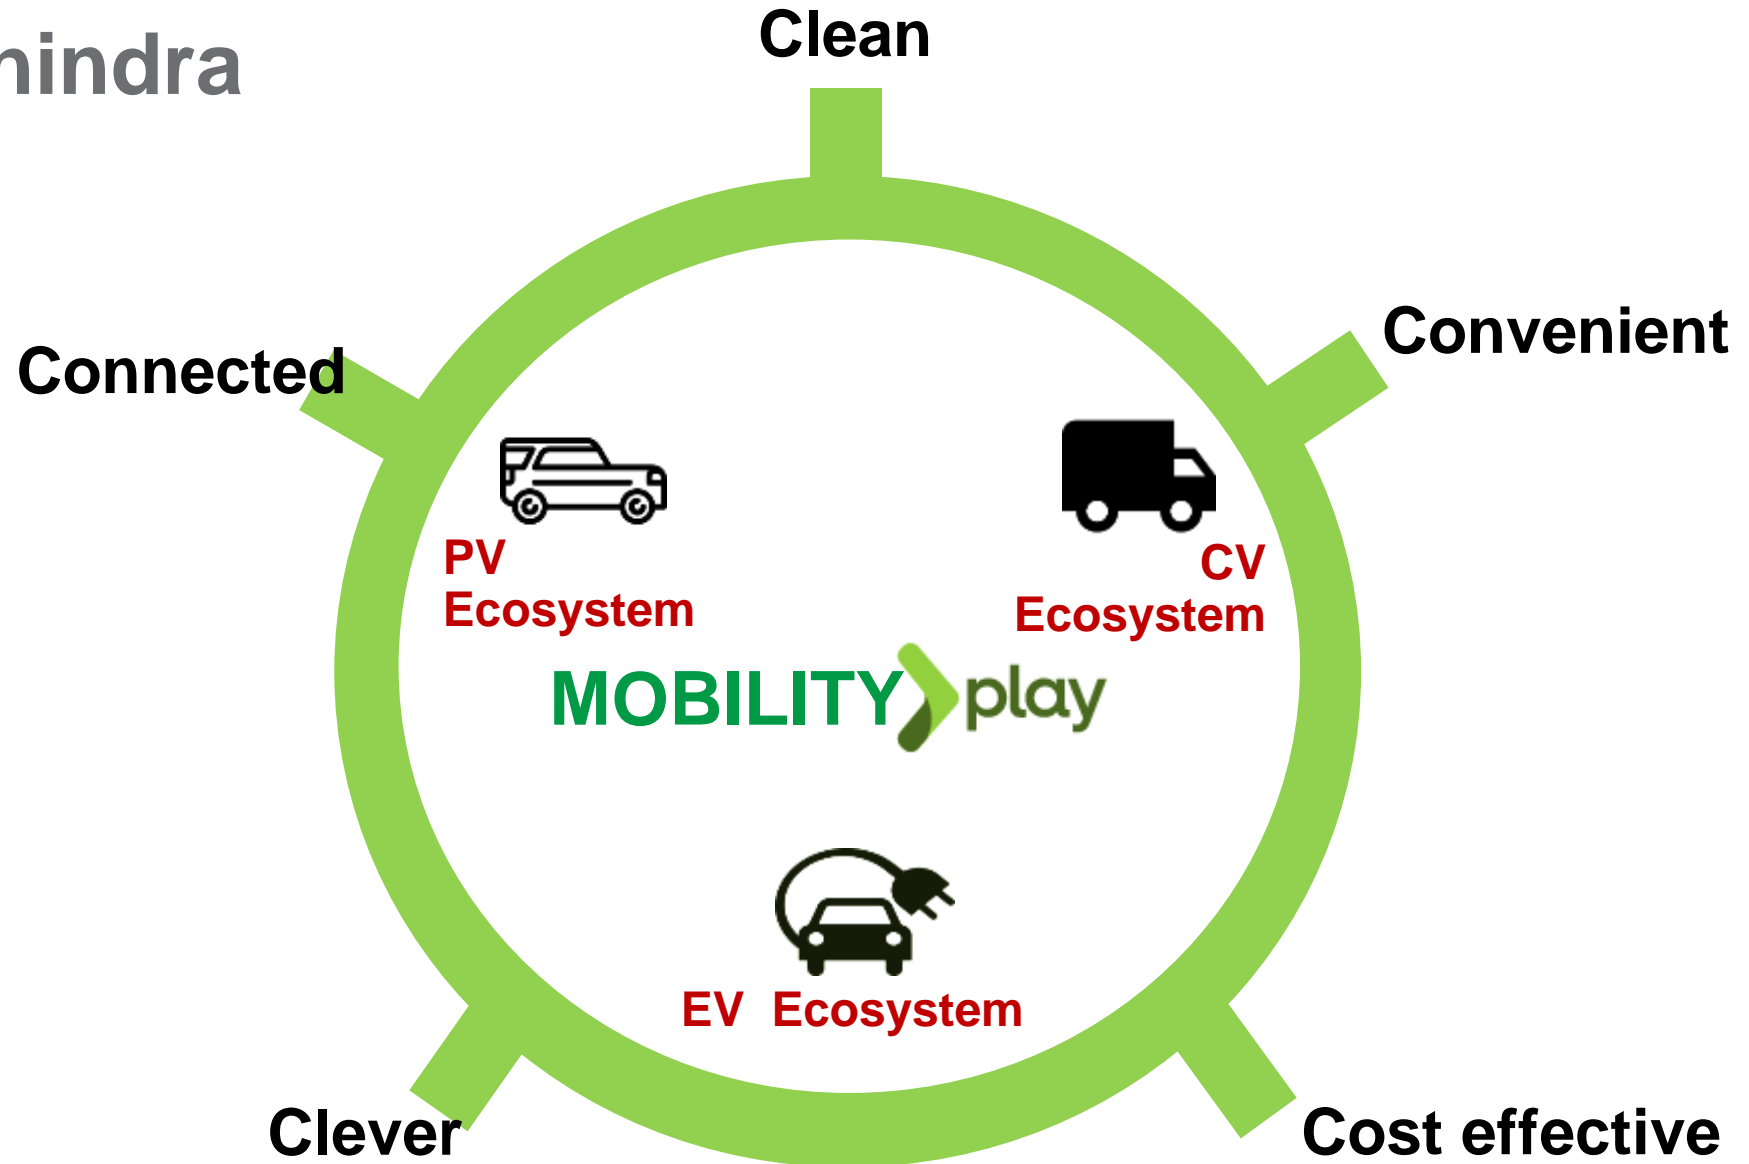 Clean
hindra
Convenient
Connected
PV
Ecosystem
CV
Ecosystem
MOBILITY play
EV Ecosystem
Clever
Cost effective